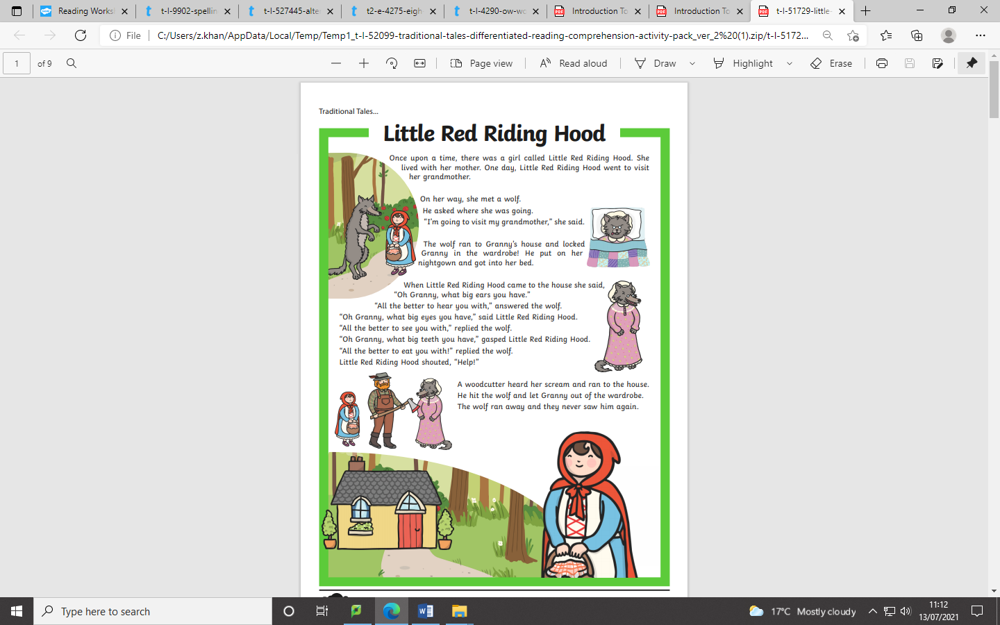 Reading Works
t-l-9902-spellin
t-l-527445-alte
t2-e-4275-eigh
t-l-4290-ow-wo
Introduction To
Introduction To
t-l-51729-little-
File
C:/Users/z.khan/AppData/Local/Temp/Temp1_t-l-52099-traditional-tales-differentiated-reading-comprehension-activity-pack_ver_2%20(1).zip/t-l-5172...
1 of 9
Page view
Read aloud
Draw
Highlight
Erase
Traditional Tales...
Little Red Riding Hood
Once upon a time, there was a girl called Little Red Riding Hood. She
lived with her mother. One day, Little Red Riding Hood went to visit
her grandmother.
On her way, she met a wolf.
He asked where she was going.
“I’m going to visit my grandmother,” she said.
The wolf ran to Granny’s house and locked
Granny in the wardrobe! He put on her
nightgown and got into her bed.
When Little Red Riding Hood came to the house she said,
“Oh Granny, what big ears you have.”
“All the better to hear you with,” answered the wolf.
“Oh Granny, what big eyes you have,” said Little Red Riding Hood.
“All the better to see you with,” replied the wolf.
“Oh Granny, what big teeth you have,” gasped Little Red Riding Hood.
“All the better to eat you with!” replied the wolf.
Little Red Riding Hood shouted, “Help!”
A woodcutter heard her scream and ran to the house.
He hit the wolf and let Granny out of the wardrobe.
The wolf ran away and they never saw him again.
Type here to search
17°C Mostly cloudy
11:12
13/07/2021